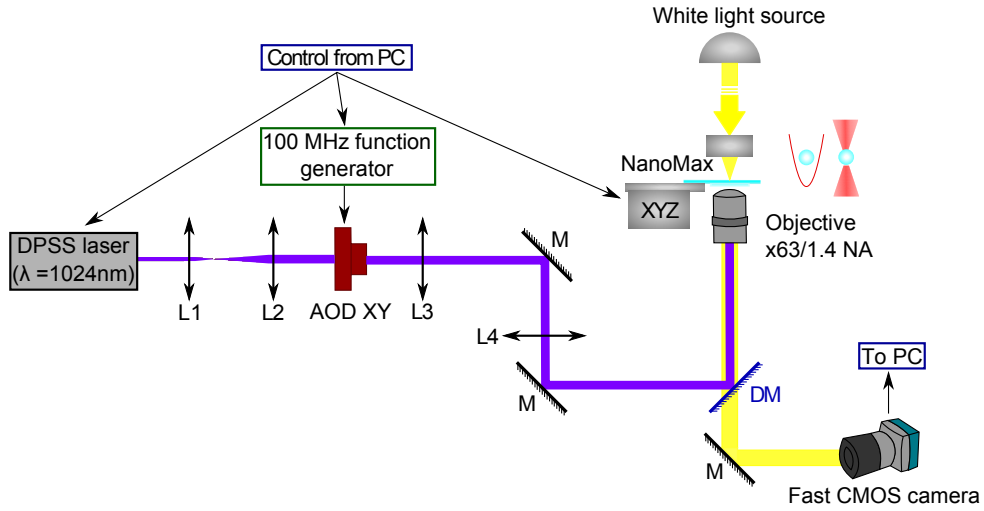 White light source
Control from PC
100 MHz function
generator
NanoMax
XYZ
Objective
x63/1.4 NA
DPSS laser
(λ =1024nm)
M
L1
L2
AOD XY
L3
L4
M
DM
To PC
M
Fast CMOS camera